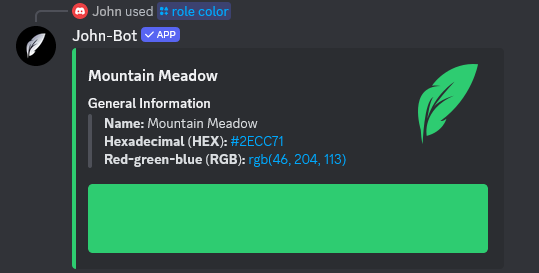 John used role color
John-Bot ✓ APP
Mountain Meadow
General Information
Name: Mountain Meadow
Hexadecimal (HEX): #2ECC71
Red-green-blue (RGB): rgb(46, 204, 113)